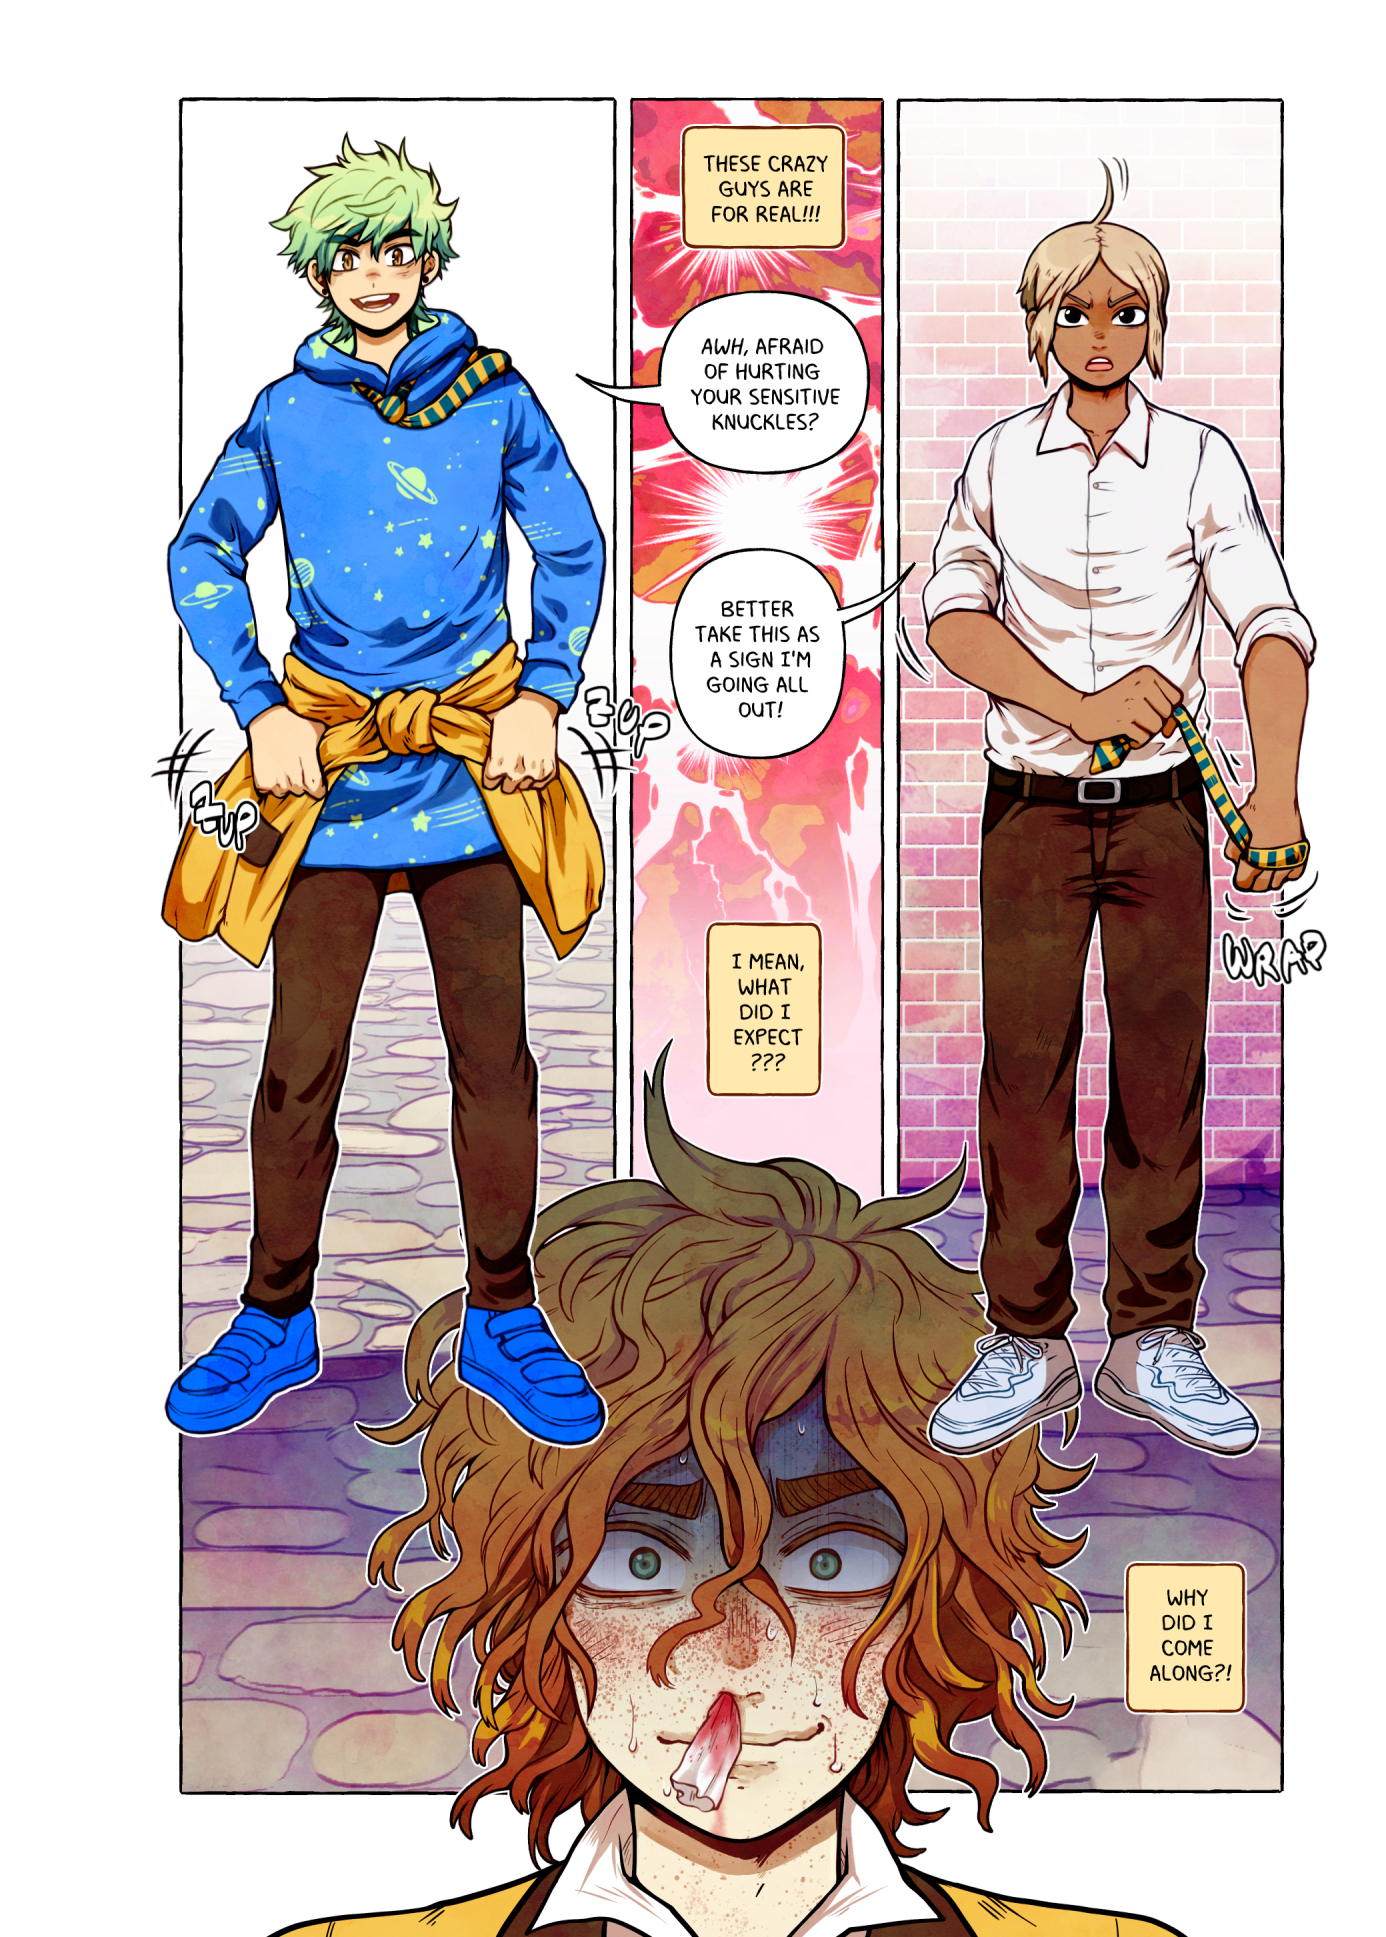 THESE CRAZY
GUYS ARE
FOR REAL!!!
AWH, AFRAID
OF HURTING
YOUR SENSITIVE
KNUCKLES?
BETTER
TAKE THIS AS
A SIGN I'M
GOING ALL
OUT!
ZUP
ZUP
WRAP
I MEAN,
WHAT
DID I
EXPECT
???
WHY
DID I
COME
ALONG?!